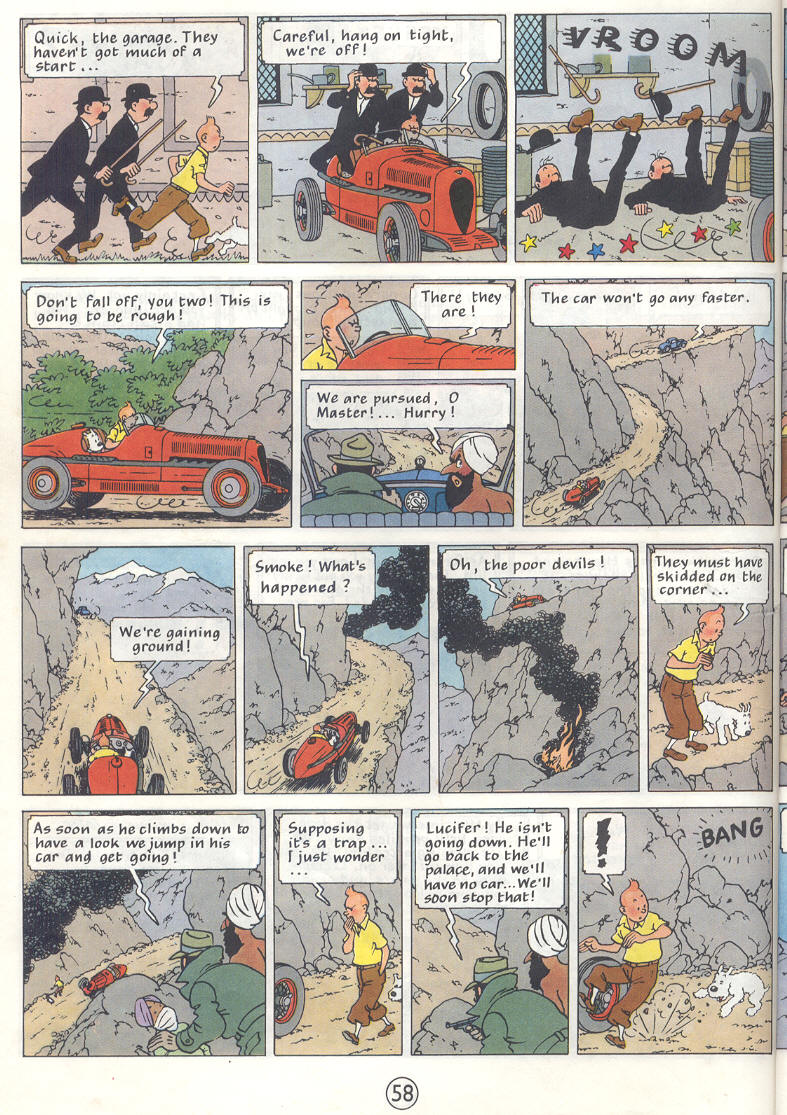 Quick, the garage. They
haven't got much of a
start ...
Careful, hang on tight,
we're off!
VROOM
Don't fall off, you two! This is
going to be rough!
There they
are!
We are pursued, O
Master!... Hurry!
The car won't go any faster.
We're gaining
ground!
Smoke! What's
happened?
Oh, the poor devils!
They must have
skidded on the
corner...
As soon as he climbs down to
have a look we jump in his
car and get going!
Supposing
it's a trap ...
I just wonder
...
Lucifer! He isn't
going down. He'll
go back to the
palace, and we'll
have no car...We'll
soon stop that!
!
BANG
58